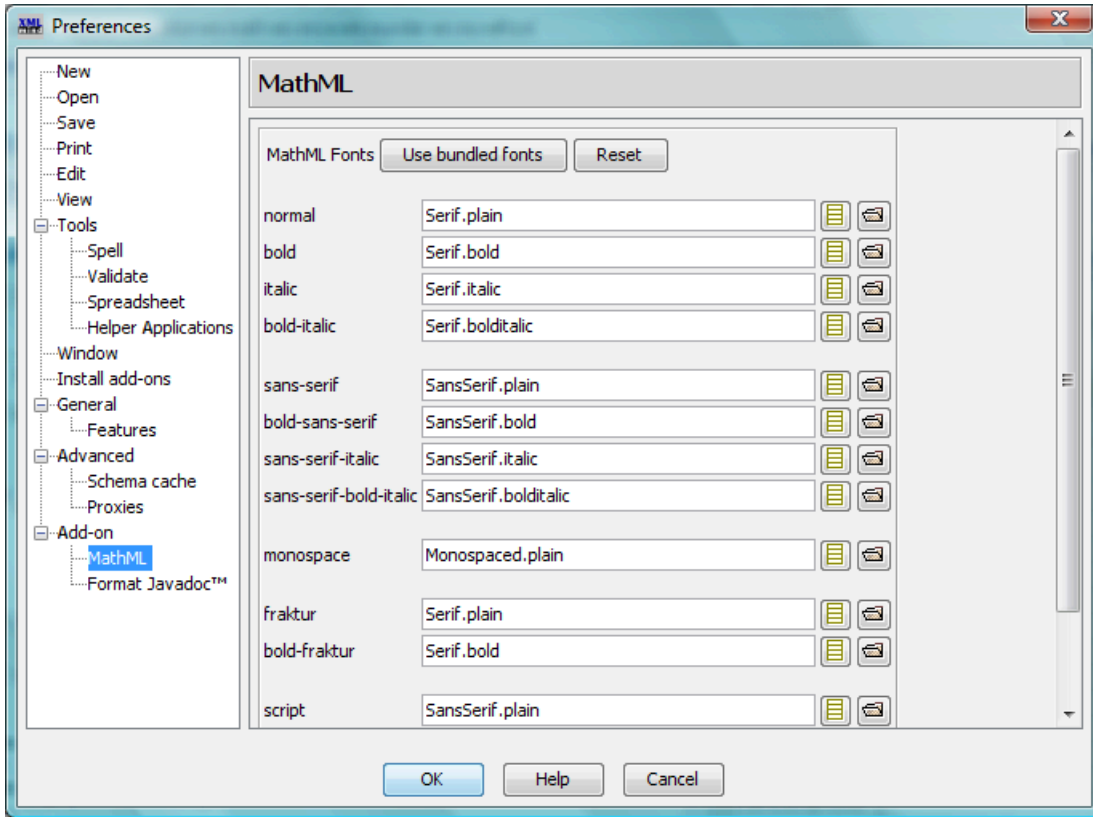 XML Preferences
New
Open
Save
Print
Edit
View
Tools
Spell
Validate
Spreadsheet
Helper Applications
Window
Install add-ons
General
Features
Advanced
Schema cache
Proxies
Add-on
MathML
Format Javadoc™
MathML
MathML Fonts Use bundled fonts Reset
normal Serif.plain
bold Serif.bold
italic Serif.italic
bold-italic Serif.bolditalic
sans-serif SansSerif.plain
bold-sans-serif SansSerif.bold
sans-serif-italic SansSerif.italic
sans-serif-bold-italic SansSerif.bolditalic
monospace Monospaced.plain
fraktur Serif.plain
bold-fraktur Serif.bold
script SansSerif.plain
OK Help Cancel